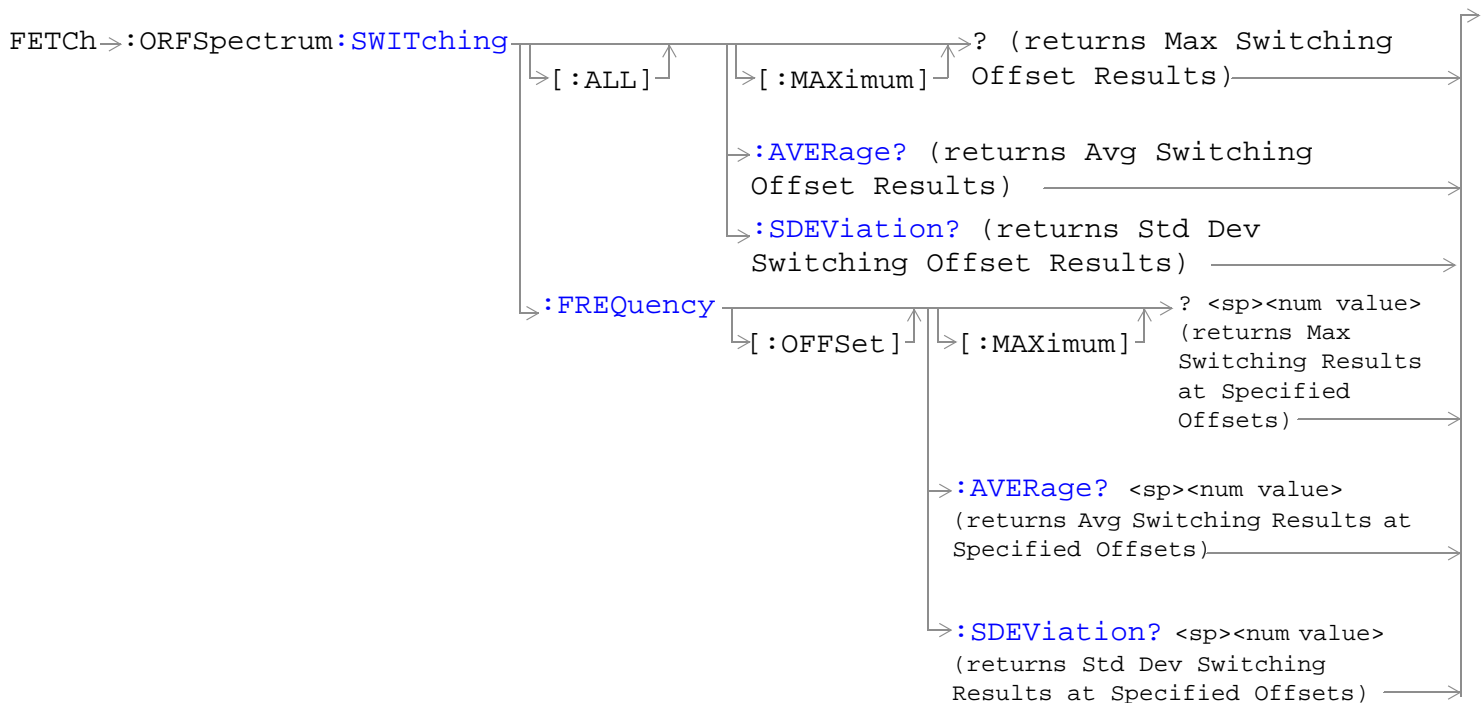 FETCh :ORFSpectrum:SWITching
[:ALL]
[:MAXimum]
? (returns Max Switching
Offset Results)
:AVERage? (returns Avg Switching
Offset Results)
:SDEViation? (returns Std Dev
Switching Offset Results)
:FREQuency
[:OFFSet]
[:MAXimum]
? <sp><num value>
(returns Max
Switching Results
at Specified
Offsets)
:AVERage? <sp><num value>
(returns Avg Switching Results at
Specified Offsets)
:SDEViation? <sp><num value>
(returns Std Dev Switching
Results at Specified Offsets)